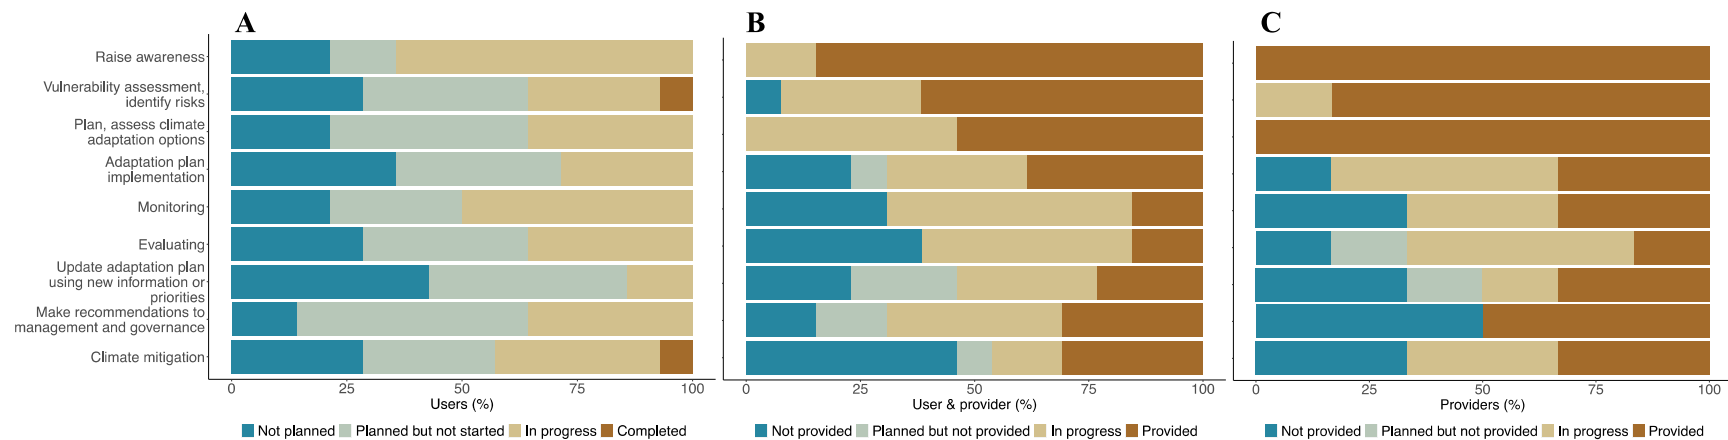 A
B
C
Raise awareness
Vulnerability assessment,
identify risks
Plan, assess climate
adaptation options
Adaptation plan
implementation
Monitoring
Evaluating
Update adaptation plan
using new information or
priorities
Make recommendations to
management and governance
Climate mitigation
0 25 50 75 100
Users (%)
Not planned Planned but not started In progress Completed
0 25 50 75 100
User & provider (%)
Not provided Planned but not provided In progress Provided
0 25 50 75 100
Providers (%)
Not provided Planned but not provided In progress Provided